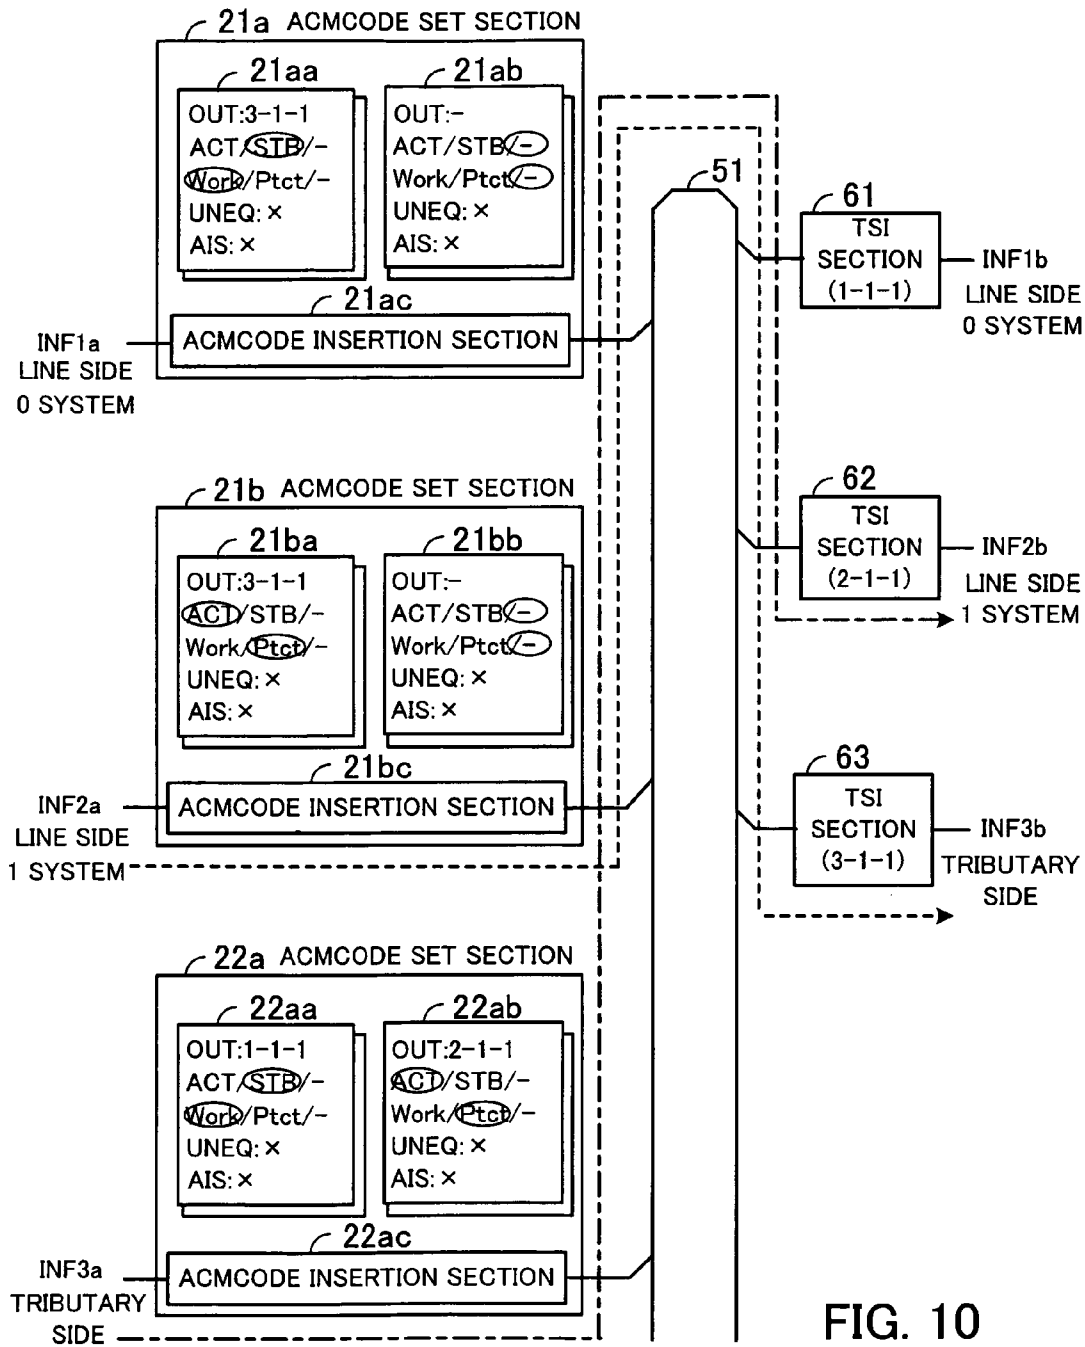 21a ACMCODE SET SECTION
21aa
OUT:3-1-1
ACT/STB/-
Work/Ptct/-
UNEQ: ×
AIS: ×
21ab
OUT:-
ACT/STB/-
Work/Ptct/-
UNEQ: ×
AIS: ×
21ac
ACMCODE INSERTION SECTION
INF1a
LINE SIDE
0 SYSTEM
51
61
TSI
SECTION
(1-1-1)
INF1b
LINE SIDE
0 SYSTEM
21b ACMCODE SET SECTION
21ba
OUT:3-1-1
ACT/STB/-
Work/Ptct/-
UNEQ: ×
AIS: ×
21bb
OUT:-
ACT/STB/-
Work/Ptct/-
UNEQ: ×
AIS: ×
21bc
ACMCODE INSERTION SECTION
INF2a
LINE SIDE
1 SYSTEM
62
TSI
SECTION
(2-1-1)
INF2b
LINE SIDE
1 SYSTEM
63
TSI
SECTION
(3-1-1)
INF3b
TRIBUTARY
SIDE
22a ACMCODE SET SECTION
22aa
OUT:1-1-1
ACT/STB/-
Work/Ptct/-
UNEQ: ×
AIS: ×
22ab
OUT:2-1-1
ACT/STB/-
Work/Ptct/-
UNEQ: ×
AIS: ×
22ac
ACMCODE INSERTION SECTION
INF3a
TRIBUTARY
SIDE
FIG. 10